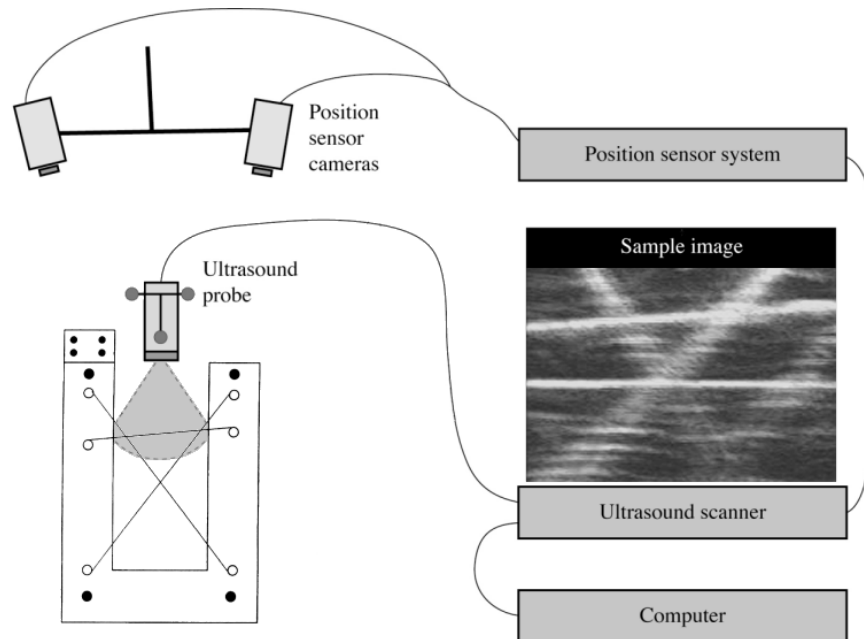 Position
sensor
cameras
Position sensor system
Sample image
Ultrasound
probe
Ultrasound scanner
Computer